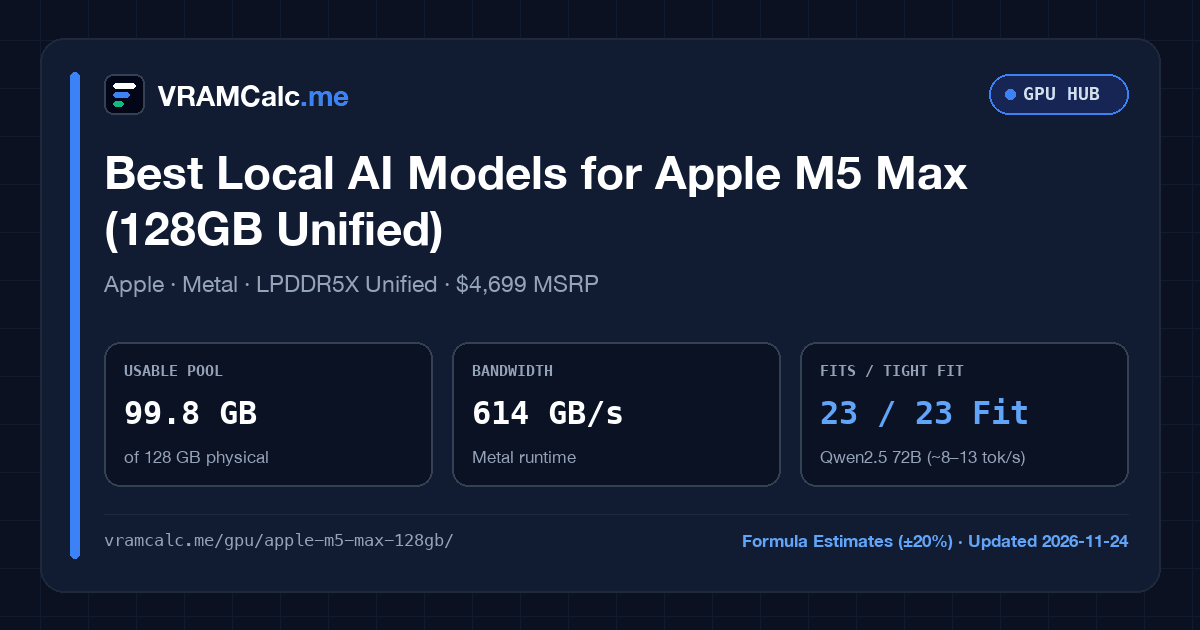 VRAMCalc.me
GPU HUB
Best Local AI Models for Apple M5 Max
(128GB Unified)
Apple · Metal · LPDDR5X Unified · $4,699 MSRP
USABLE POOL
99.8 GB
of 128 GB physical
BANDWIDTH
614 GB/s
Metal runtime
FITS / TIGHT FIT
23 / 23 Fit
Qwen2.5 72B (~8–13 tok/s)
vramcalc.me/gpu/apple-m5-max-128gb/
Formula Estimates (±20%) · Updated 2026-11-24